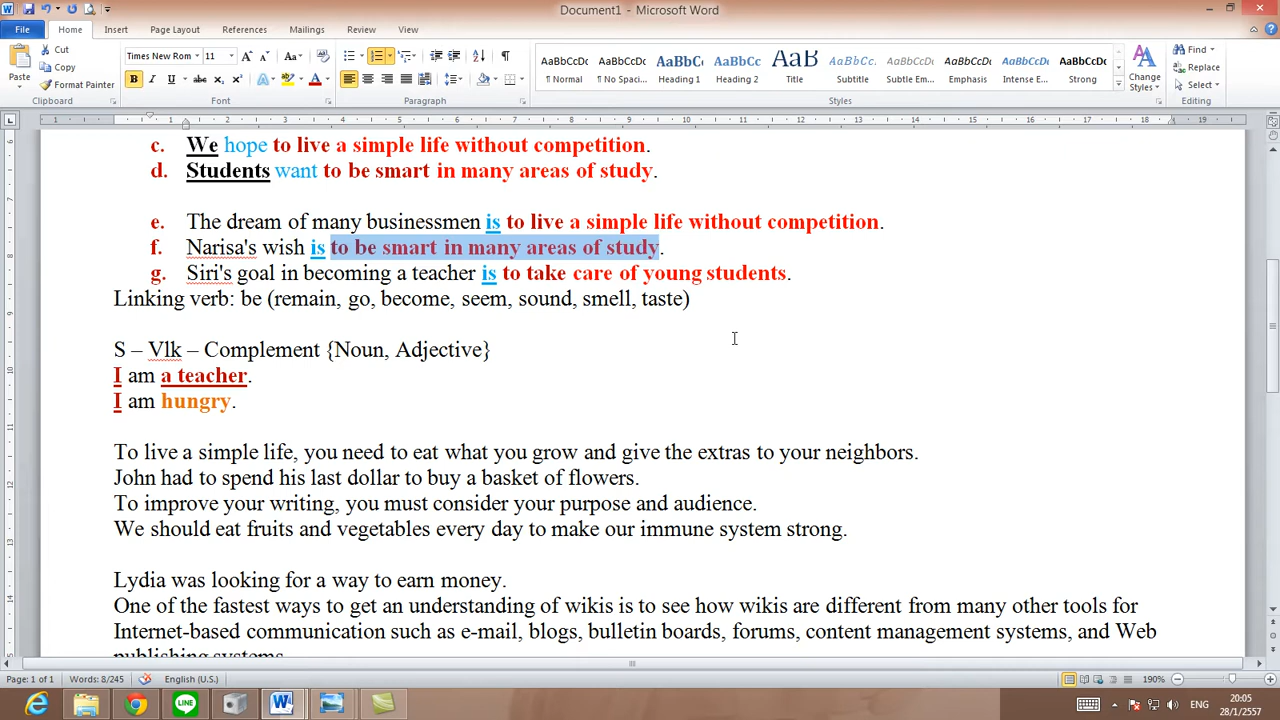 Document1 - Microsoft Word
File Home Insert Page Layout References Mailings Review View
Paste Cut Copy Format Painter Clipboard
Times New Rom 11 Font
Paragraph
AaBbCcDc ¶ Normal AaBbCcDc ¶ No Spaci... AaBbCc Heading 1 AaBbCc Heading 2 AaB Title AaBbCc. Subtitle AaBbCcDc Subtle Em... AaBbCcDc Emphasis AaBbCcDc Intense E... AaBbCcDc Strong Change Styles Styles
Find Replace Select Editing
c. We hope to live a simple life without competition.
d. Students want to be smart in many areas of study.
e. The dream of many businessmen is to live a simple life without competition.
f. Narisa's wish is to be smart in many areas of study.
g. Siri's goal in becoming a teacher is to take care of young students.
Linking verb: be (remain, go, become, seem, sound, smell, taste)
S – Vlk – Complement {Noun, Adjective}
I am a teacher.
I am hungry.
To live a simple life, you need to eat what you grow and give the extras to your neighbors.
John had to spend his last dollar to buy a basket of flowers.
To improve your writing, you must consider your purpose and audience.
We should eat fruits and vegetables every day to make our immune system strong.
Lydia was looking for a way to earn money.
One of the fastest ways to get an understanding of wikis is to see how wikis are different from many other tools for
Internet-based communication such as e-mail, blogs, bulletin boards, forums, content management systems, and Web
publishing systems
Page: 1 of 1 Words: 8/245 English (U.S.) 190%
20:05
28/1/2557